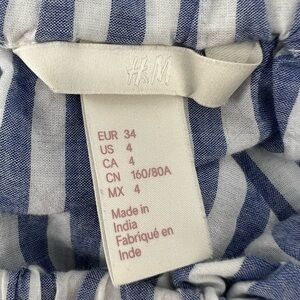 H&M
EUR 34
US 4
CA 4
CN 160/80A
MX 4
Made in
India
Fabriqué en
Inde